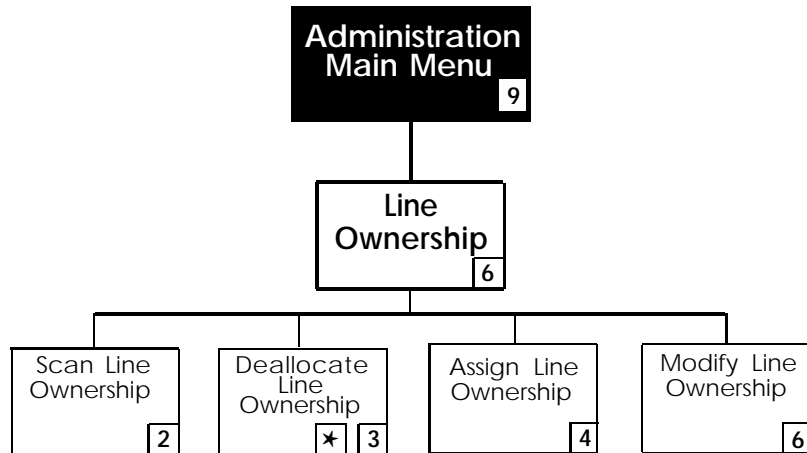 Administration
Main Menu
9
Line
Ownership
6
Scan Line
Ownership
2
Deallocate
Line
Ownership
* 3
Assign Line
Ownership
4
Modify Line
Ownership
6